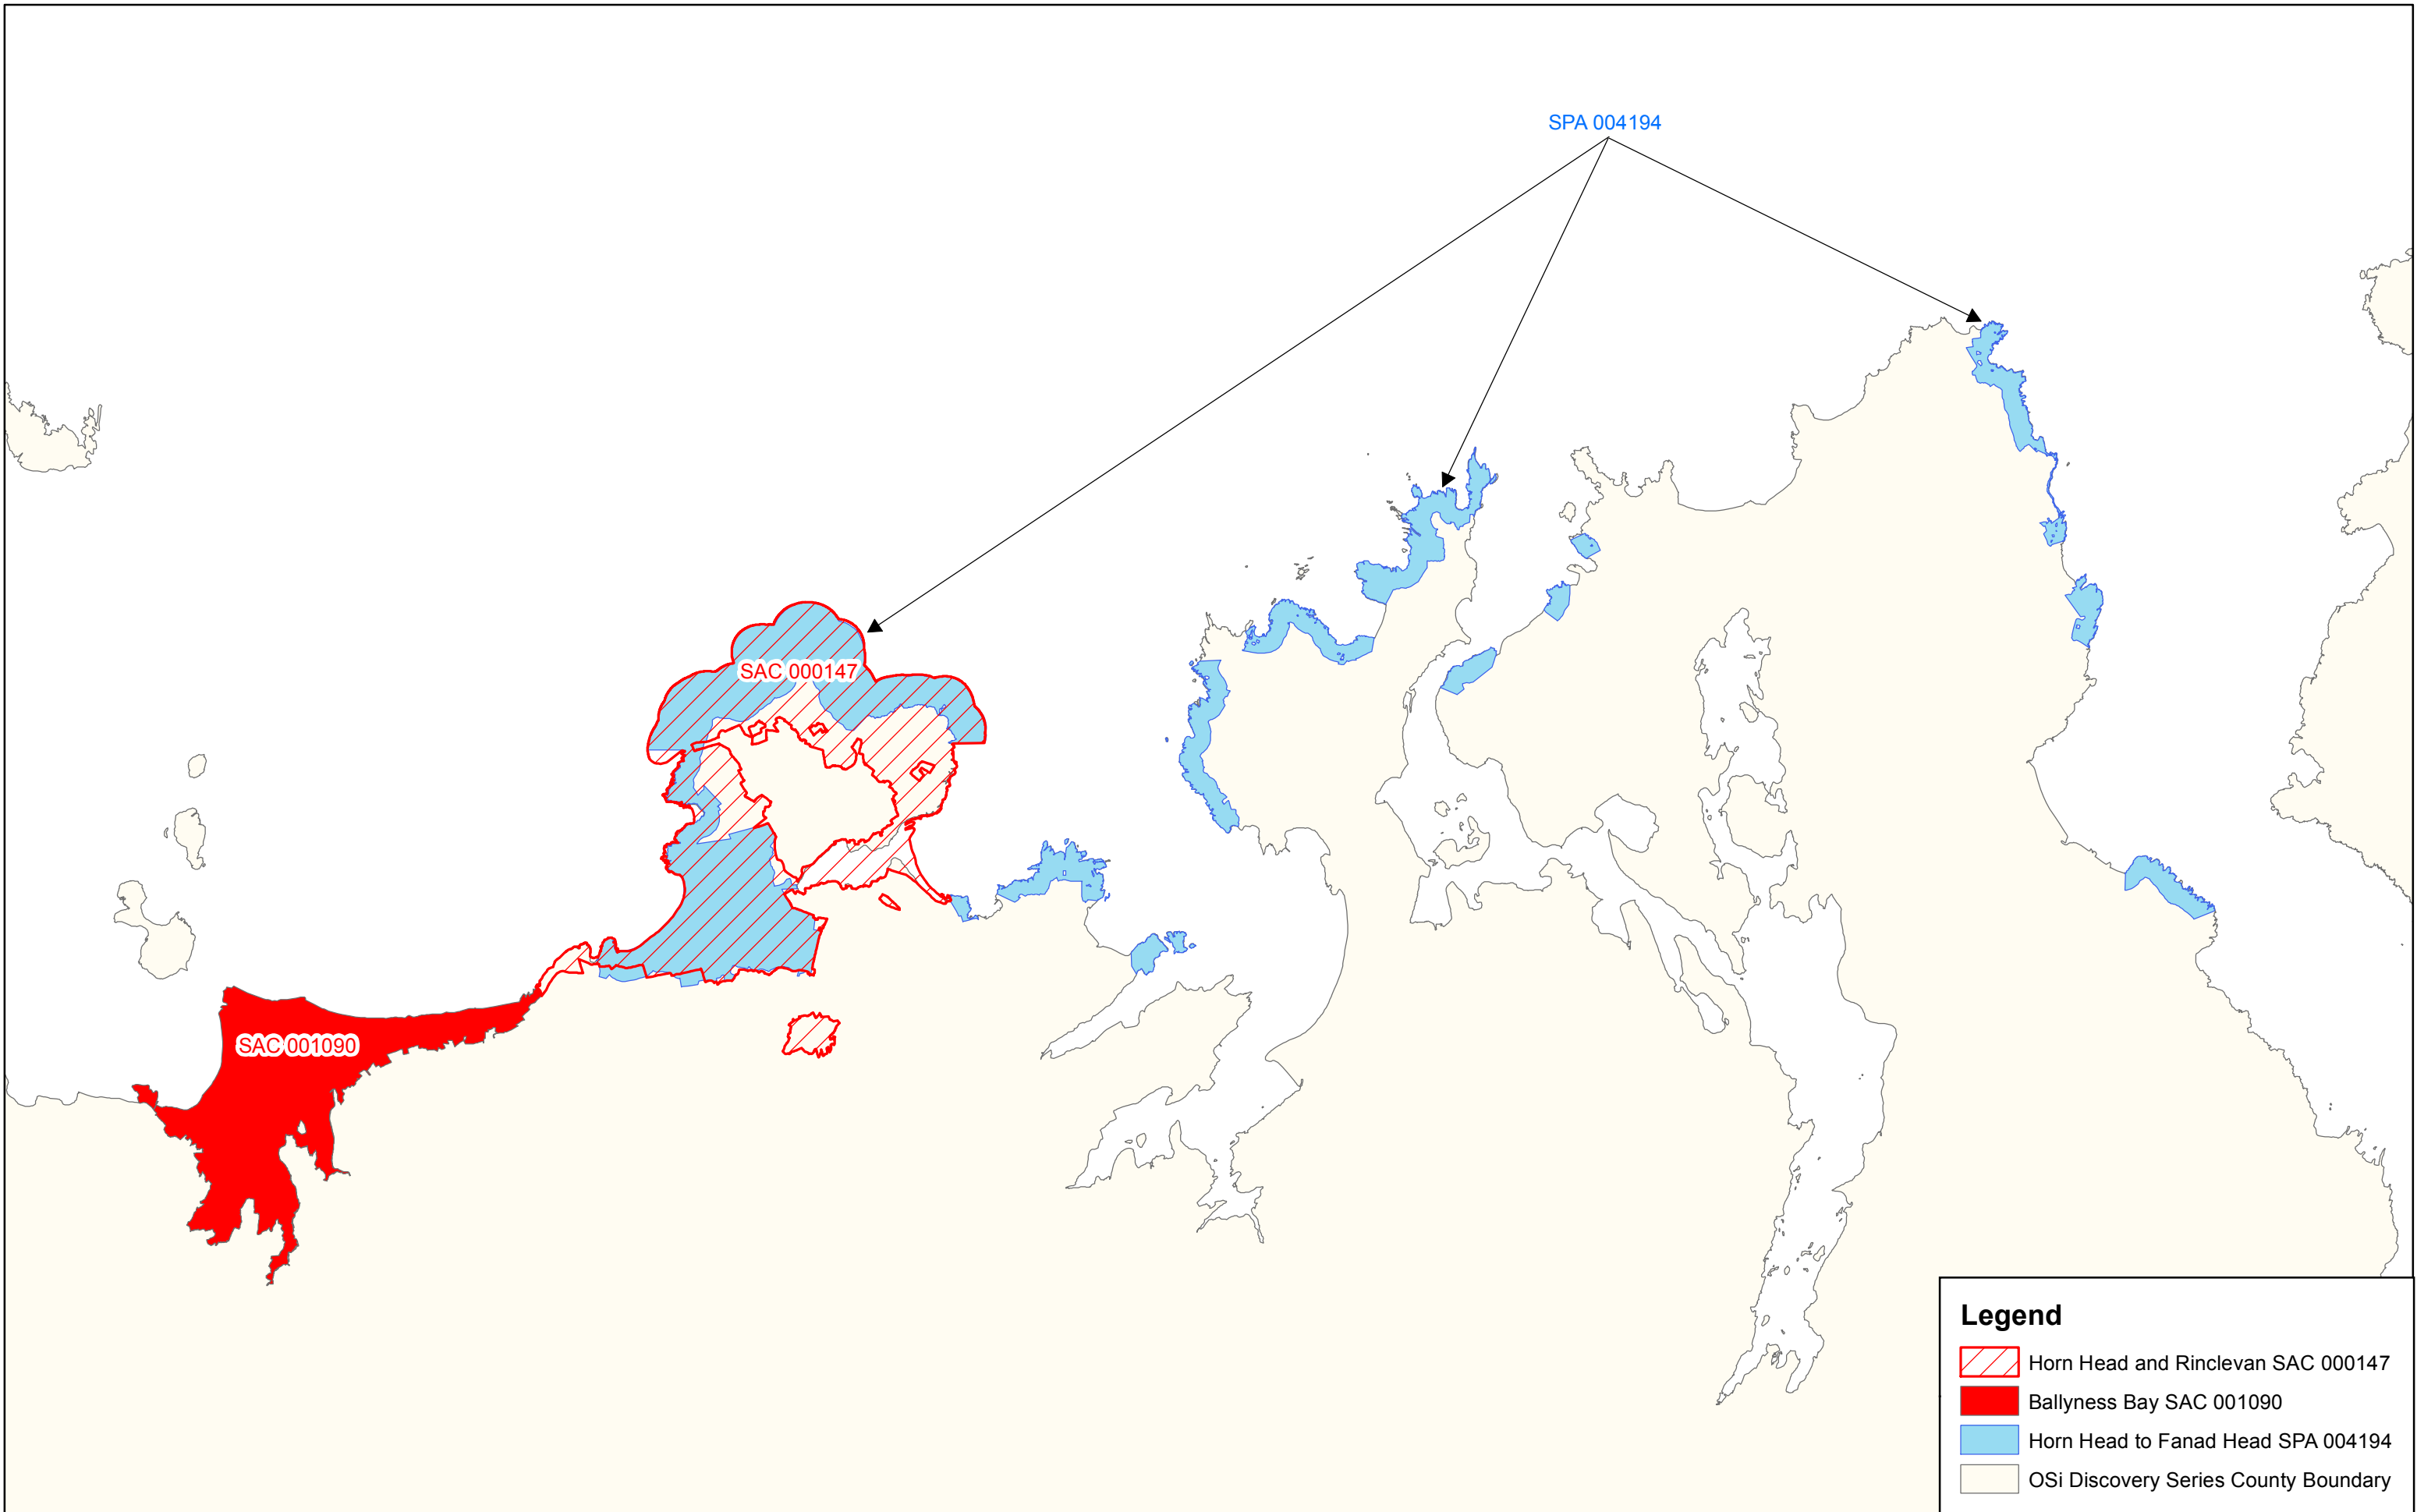 SPA 004194
SAC 000147
SAC 001090
Legend
Horn Head and Rinclevan SAC 000147
Ballyness Bay SAC 001090
Horn Head to Fanad Head SPA 004194
OSi Discovery Series County Boundary